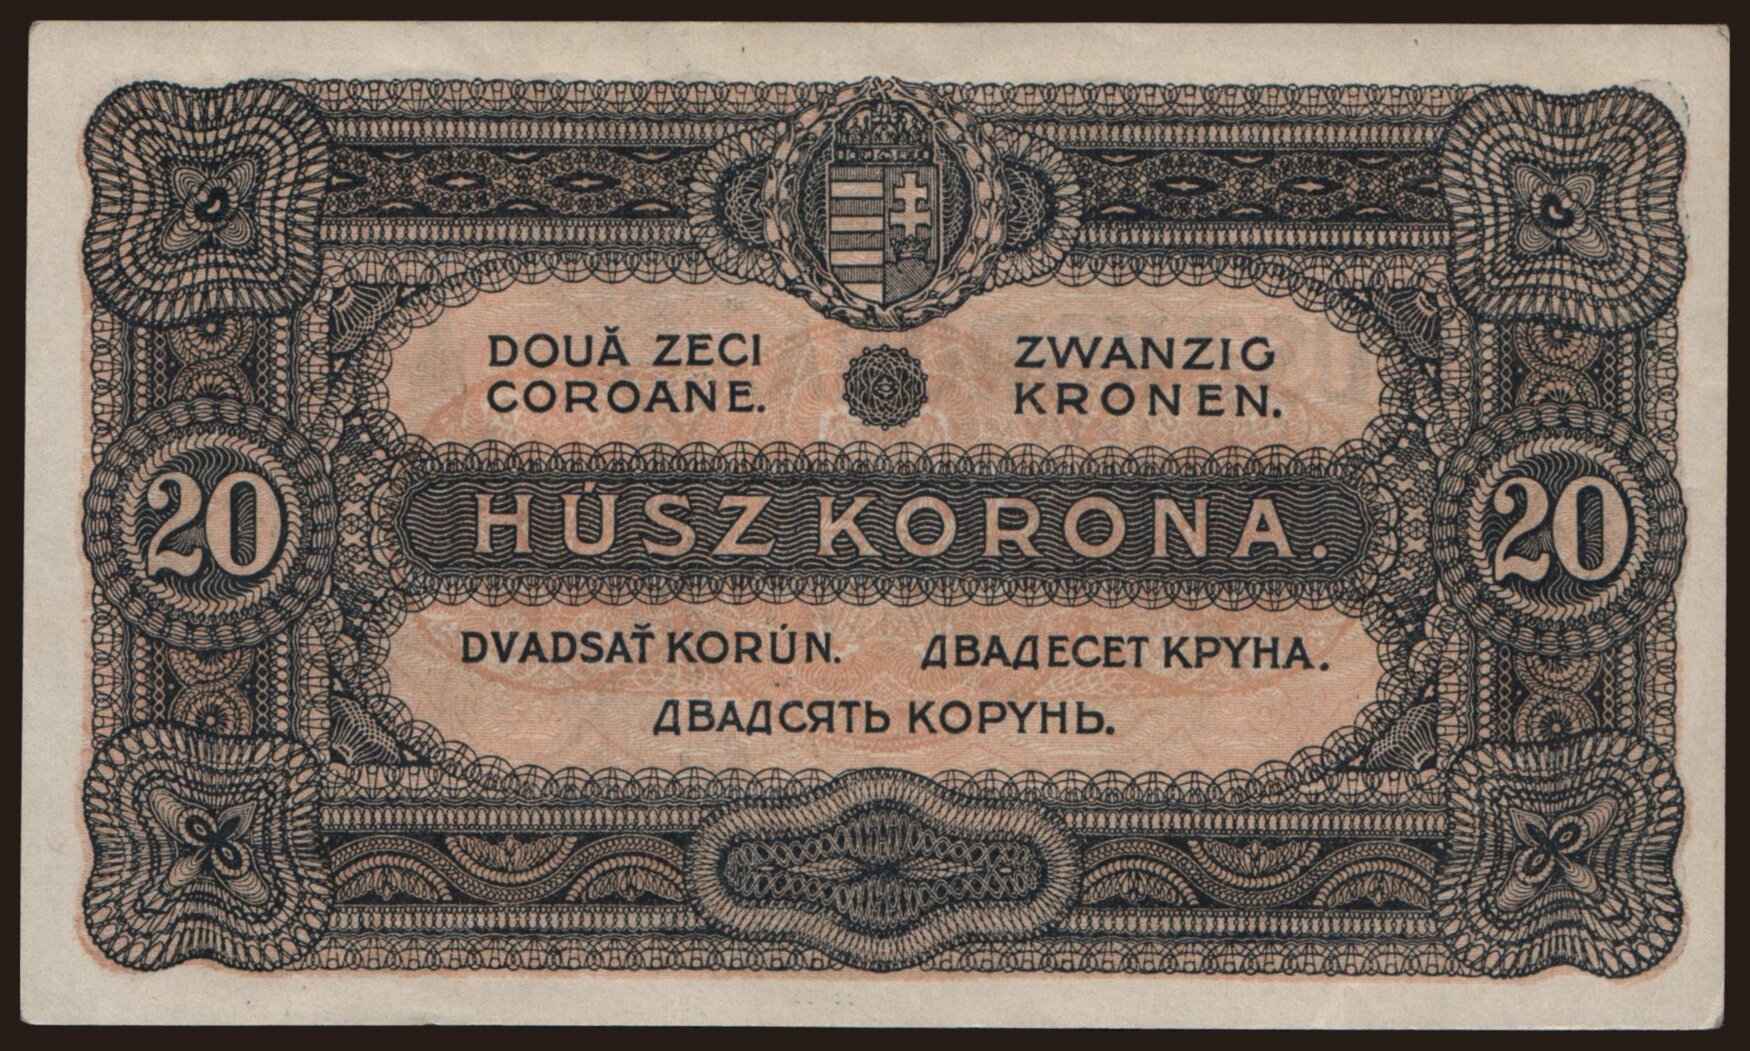 DOUĂ ZECI
COROANE.
ZWANZIG
KRONEN.
20
HÚSZ KORONA.
20
DVADSAŤ KORÚN.
ДВАДЕСЕТ КРУНА.
ДВАДСЯТЬ КОРУНЬ.